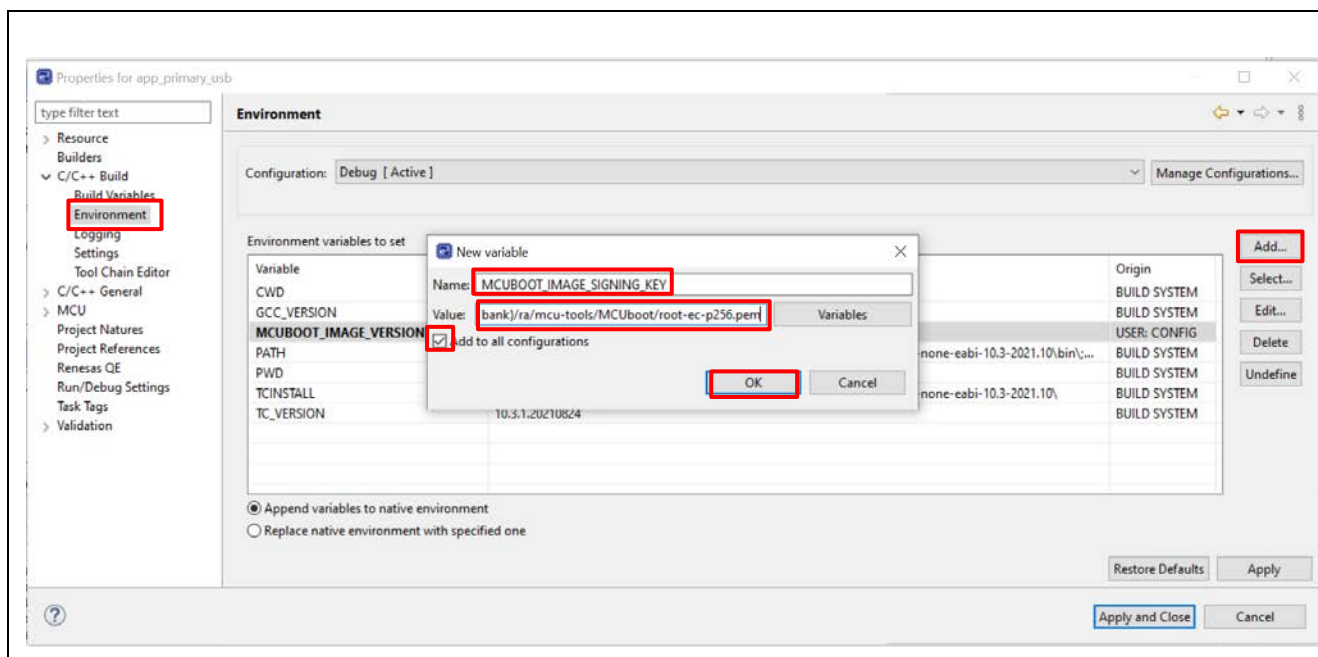 Properties for app_primary_usb
type filter text
Resource
Builders
C/C++ Build
Build Variables
Environment
Logging
Settings
Tool Chain Editor
C/C++ General
MCU
Project Natures
Project References
Renesas QE
Run/Debug Settings
Task Tags
Validation
Environment
Configuration: Debug [ Active ]
Manage Configurations...
Environment variables to set
Variable
Origin
CWD
BUILD SYSTEM
GCC_VERSION
BUILD SYSTEM
MCUBOOT_IMAGE_VERSION
USER: CONFIG
PATH
-none-eabi-10.3-2021.10\bin\;...
BUILD SYSTEM
PWD
BUILD SYSTEM
TCINSTALL
-none-eabi-10.3-2021.10\
BUILD SYSTEM
TC_VERSION
10.3.1.20210824
BUILD SYSTEM
New variable
Name: MCUBOOT_IMAGE_SIGNING_KEY
Value: bank}/ra/mcu-tools/MCUboot/root-ec-p256.pem
Variables
Add to all configurations
OK
Cancel
Add...
Select...
Edit...
Delete
Undefine
Append variables to native environment
Replace native environment with specified one
Restore Defaults
Apply
Apply and Close
Cancel